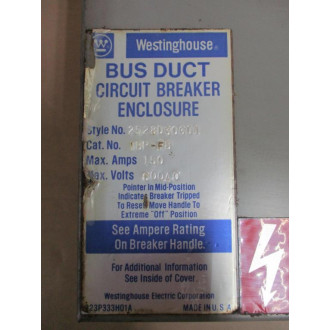 Westinghouse
BUS DUCT
CIRCUIT BREAKER
ENCLOSURE
Style No.
Cat. No.
Max. Amps
Max. Volts
Pointer in Mid-Position
Indicates Breaker Tripped
To Reset Move Handle To
Extreme "Off" Position
See Ampere Rating
On Breaker Handle.
For Additional Information
See Inside of Cover
Westinghouse Electric Corporation
MADE IN U.S.A